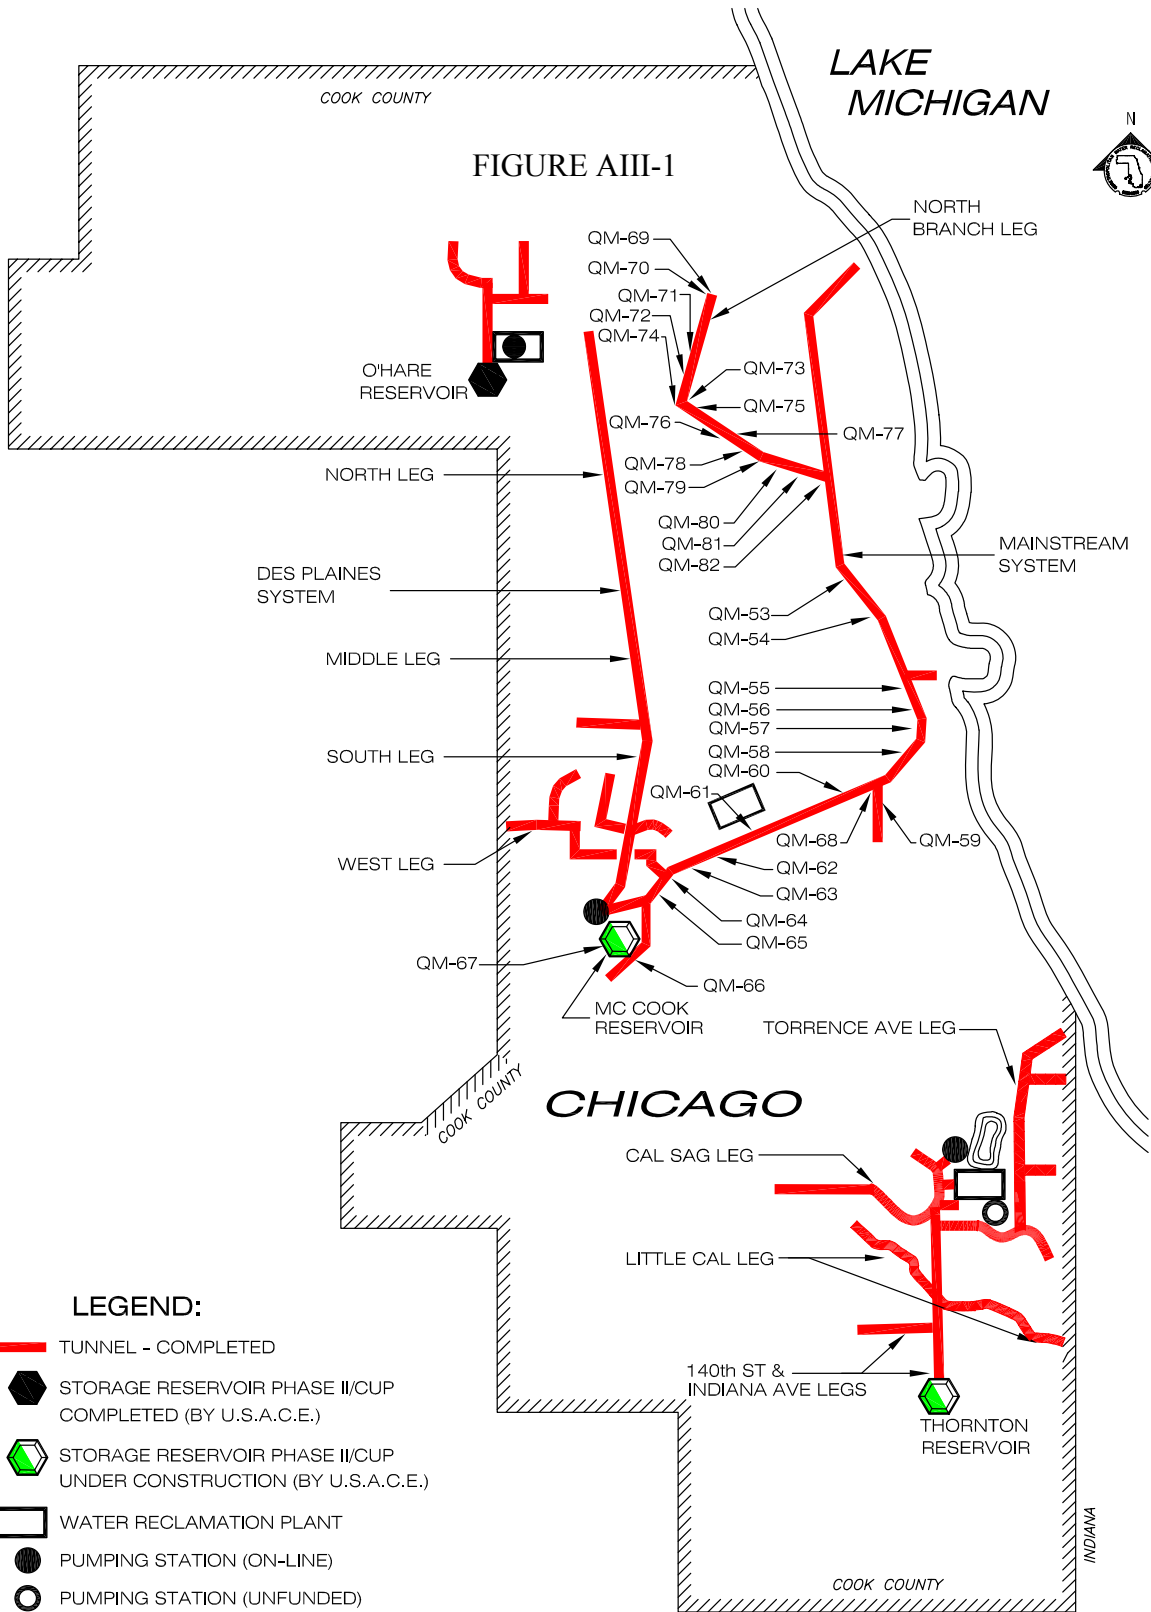 LAKE
MICHIGAN
COOK COUNTY
N
FIGURE AIII-1
NORTH
BRANCH LEG
QM-69
QM-70
QM-71
QM-72
QM-74
QM-73
O'HARE
RESERVOIR
QM-75
QM-76
QM-77
NORTH LEG
QM-78
QM-79
QM-80
QM-81
QM-82
MAINSTREAM
SYSTEM
DES PLAINES
SYSTEM
QM-53
QM-54
MIDDLE LEG
QM-55
QM-56
QM-57
SOUTH LEG
QM-58
QM-60
QM-61
QM-68
QM-59
WEST LEG
QM-62
QM-63
QM-64
QM-65
QM-67
QM-66
MC COOK
RESERVOIR
TORRENCE AVE LEG
COOK COUNTY
CHICAGO
CAL SAG LEG
LITTLE CAL LEG
140th ST &
INDIANA AVE LEGS
THORNTON
RESERVOIR
LEGEND:
TUNNEL - COMPLETED
STORAGE RESERVOIR PHASE II/CUP
COMPLETED (BY U.S.A.C.E.)
STORAGE RESERVOIR PHASE II/CUP
UNDER CONSTRUCTION (BY U.S.A.C.E.)
WATER RECLAMATION PLANT
PUMPING STATION (ON-LINE)
PUMPING STATION (UNFUNDED)
INDIANA
COOK COUNTY